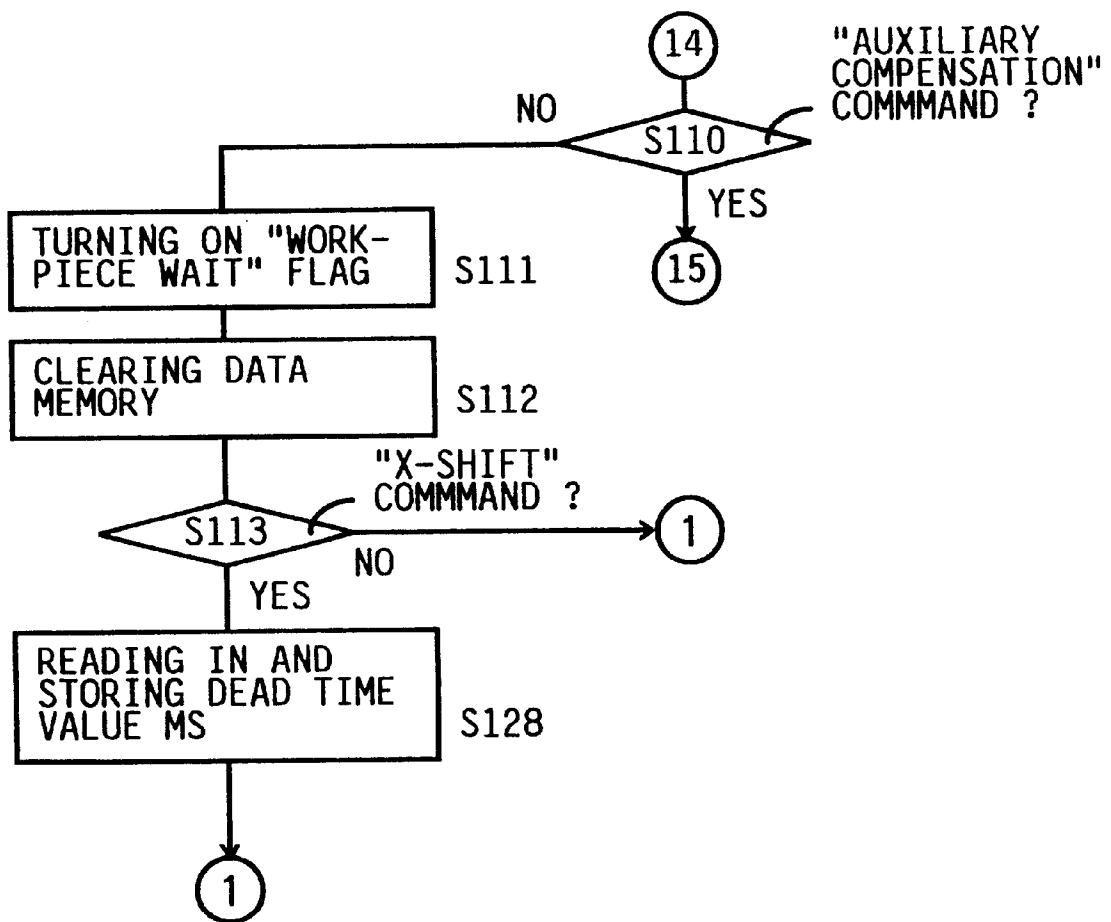 14
"AUXILIARY
COMPENSATION"
COMMMAND ?
NO
S110
YES
15
TURNING ON "WORK-
PIECE WAIT" FLAG
S111
CLEARING DATA
MEMORY
S112
"X-SHIFT"
COMMMAND ?
S113
NO
1
YES
READING IN AND
STORING DEAD TIME
VALUE MS
S128
1